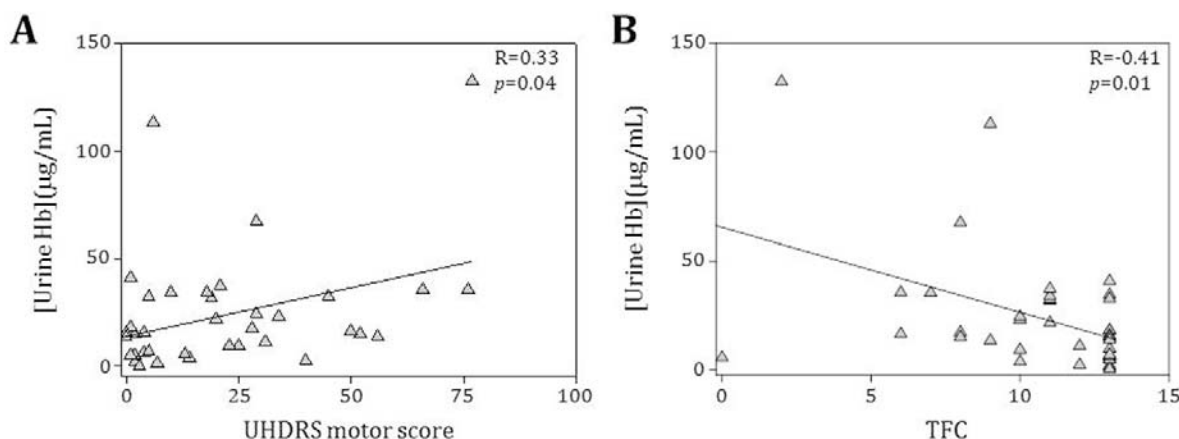 A
150
100
50
0
[Urine Hb](µg/mL)
R=0.33
p=0.04
0 25 50 75 100
UHDRS motor score
B
150
100
50
0
[Urine Hb](µg/mL)
R=-0.41
p=0.01
0 5 10 15
TFC